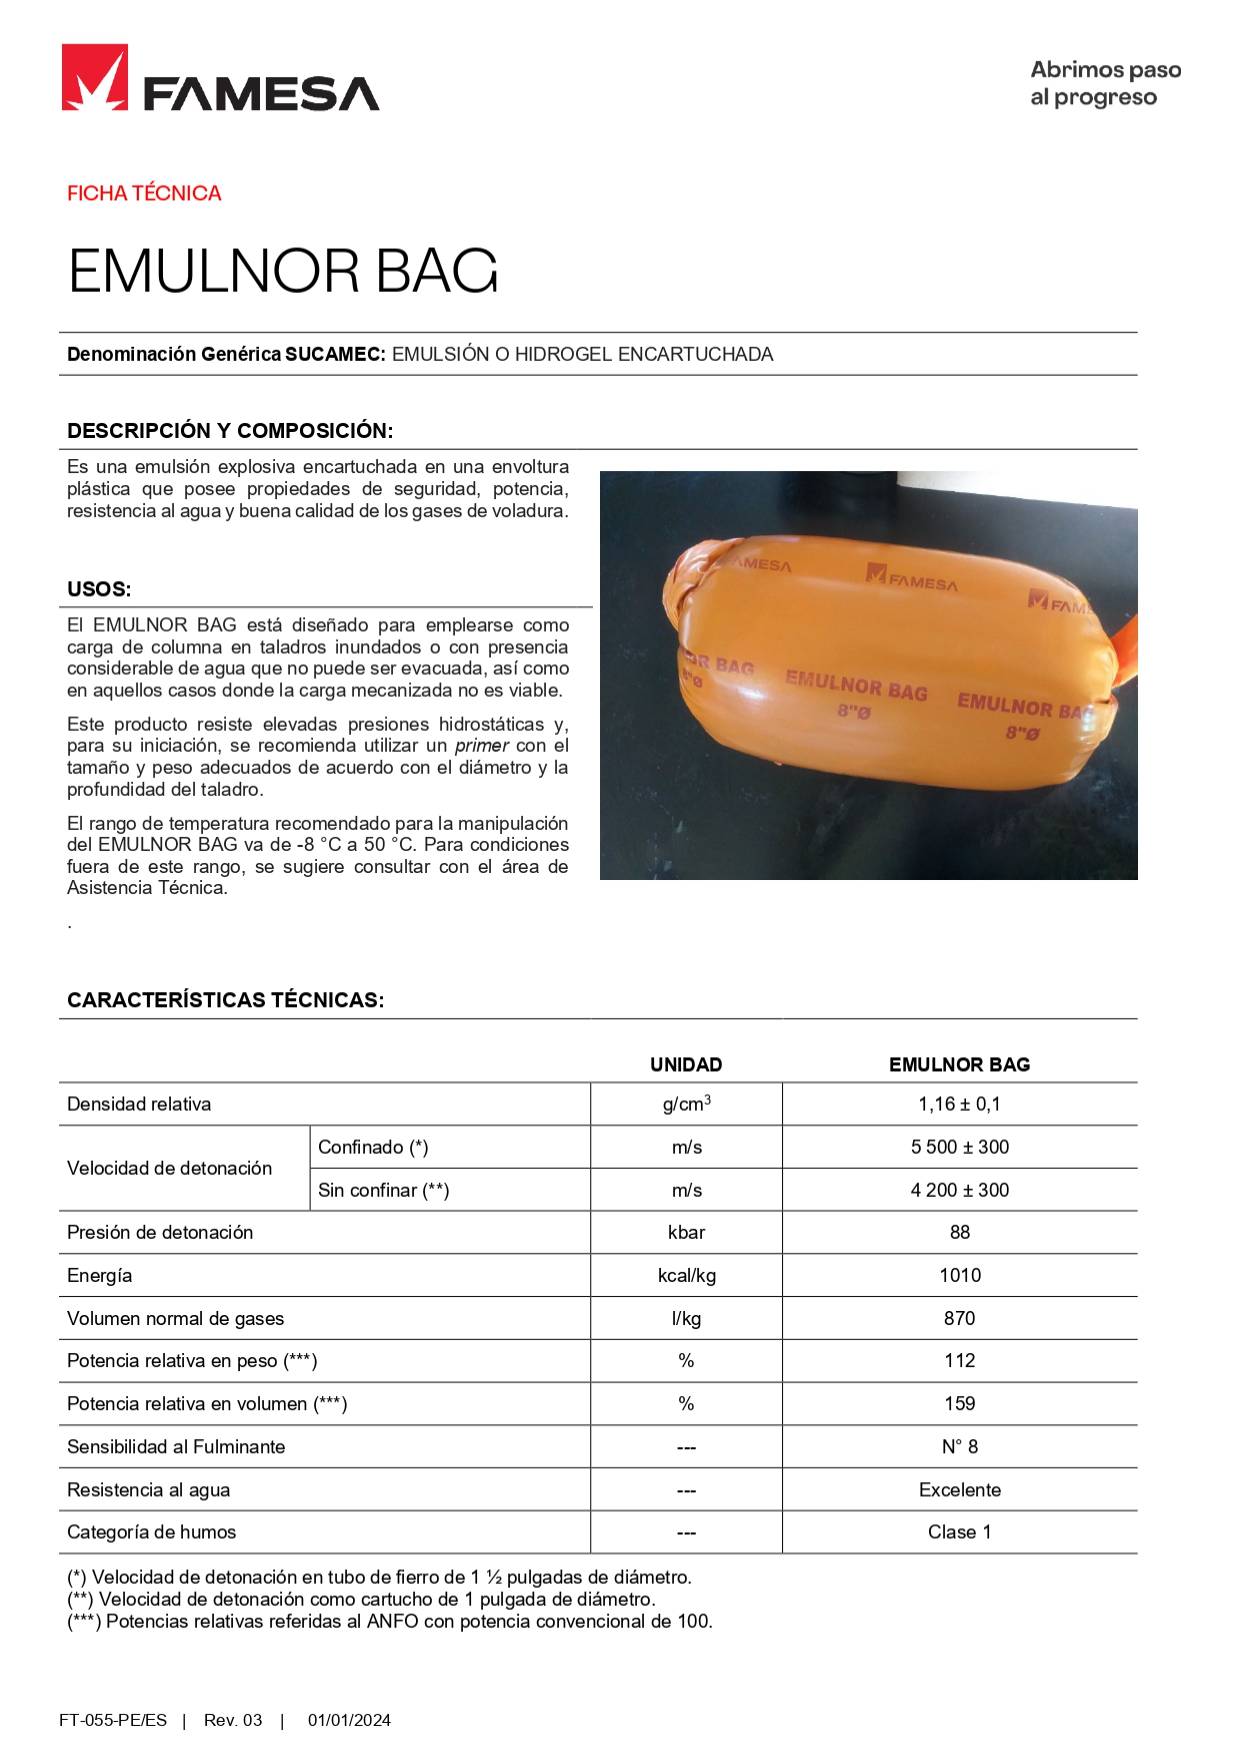 FAMESA
Abrimos paso
al progreso
FICHA TÉCNICA
EMULNOR BAG
Denominación Genérica SUCAMEC: EMULSIÓN O HIDROGEL ENCARTUCHADA
DESCRIPCIÓN Y COMPOSICIÓN:
Es una emulsión explosiva encartuchada en una envoltura
plástica que posee propiedades de seguridad, potencia,
resistencia al agua y buena calidad de los gases de voladura.
USOS:
El EMULNOR BAG está diseñado para emplearse como
carga de columna en taladros inundados o con presencia
considerable de agua que no puede ser evacuada, así como
en aquellos casos donde la carga mecanizada no es viable.
Este producto resiste elevadas presiones hidrostáticas y,
para su iniciación, se recomienda utilizar un primer con el
tamaño y peso adecuados de acuerdo con el diámetro y la
profundidad del taladro.
El rango de temperatura recomendado para la manipulación
del EMULNOR BAG va de -8 °C a 50 °C. Para condiciones
fuera de este rango, se sugiere consultar con el área de
Asistencia Técnica.
.
AMESA FAMESA FAM
OR BAG EMULNOR BAG EMULNOR BAG
8"Ø 8"Ø 8"Ø
CARACTERÍSTICAS TÉCNICAS:
UNIDAD EMULNOR BAG
Densidad relativa g/cm³ 1,16 ± 0,1
Velocidad de detonación Confinado (*) m/s 5 500 ± 300
Sin confinar (**) m/s 4 200 ± 300
Presión de detonación kbar 88
Energía kcal/kg 1010
Volumen normal de gases l/kg 870
Potencia relativa en peso (***) % 112
Potencia relativa en volumen (***) % 159
Sensibilidad al Fulminante --- N° 8
Resistencia al agua --- Excelente
Categoría de humos --- Clase 1
(*) Velocidad de detonación en tubo de fierro de 1 ½ pulgadas de diámetro.
(**) Velocidad de detonación como cartucho de 1 pulgada de diámetro.
(***) Potencias relativas referidas al ANFO con potencia convencional de 100.
FT-055-PE/ES | Rev. 03 | 01/01/2024